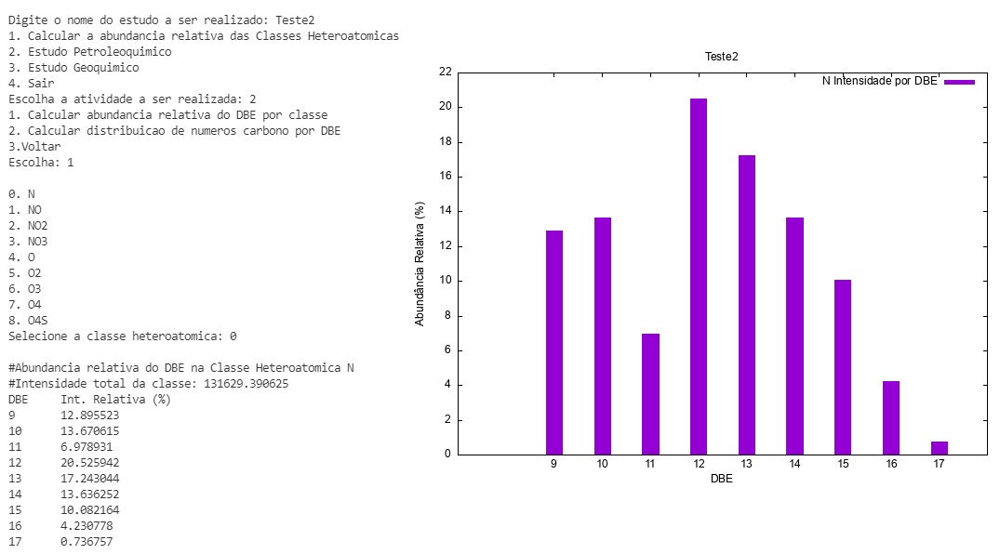 Digite o nome do estudo a ser realizado: Teste2
1. Calcular a abundancia relativa das Classes Heteroatomicas
2. Estudo Petroleoquimico
3. Estudo Geoquimico
4. Sair
Escolha a atividade a ser realizada: 2
1. Calcular abundancia relativa do DBE por classe
2. Calcular distribuicao de numeros carbono por DBE
3.Voltar
Escolha: 1
0. N
1. NO
2. NO2
3. NO3
4. O
5. O2
6. O3
7. O4
8. O4S
Selecione a classe heteroatomica: 0
#Abundancia relativa do DBE na Classe Heteroatomica N
#Intensidade total da classe: 131629.390625
DBE Int. Relativa (%)
9 12.895523
10 13.670615
11 6.978931
12 20.525942
13 17.243044
14 13.636252
15 10.082164
16 4.230778
17 0.736757
Teste2
N Intensidade por DBE
Abundância Relativa (%)
22
20
18
16
14
12
10
8
6
4
2
0
9 10 11 12 13 14 15 16 17
DBE